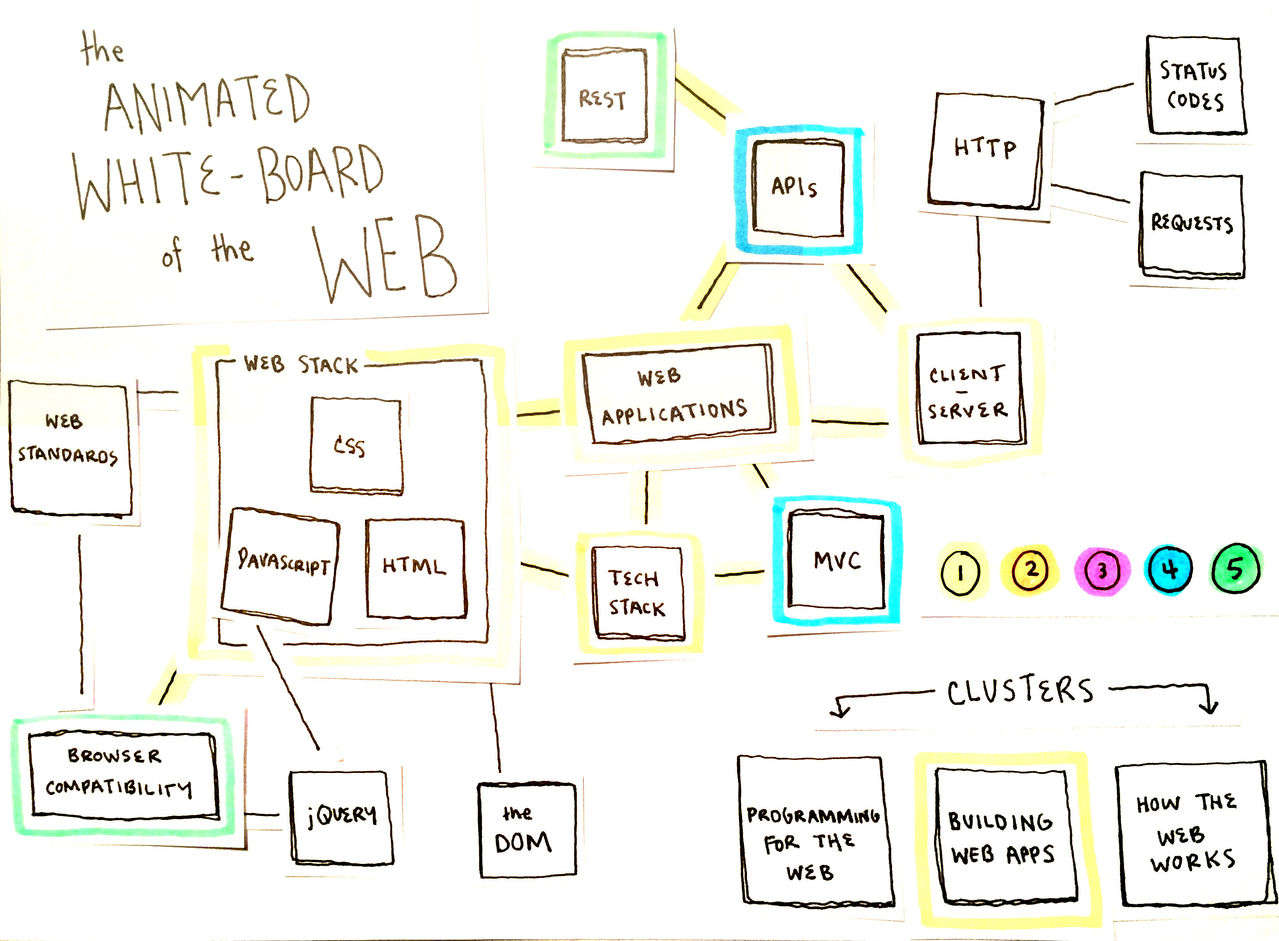 the
ANIMATED
WHITE-BOARD
of the WEB
REST
APIs
HTTP
STATUS
CODES
REQUESTS
WEB STACK
CSS
JAVASCRIPT
HTML
WEB
STANDARDS
WEB
APPLICATIONS
CLIENT
-
SERVER
TECH
STACK
MVC
1 2 3 4 5
BROWSER
COMPATIBILITY
jQUERY
the
DOM
CLUSTERS
PROGRAMMING
FOR THE
WEB
BUILDING
WEB APPS
HOW THE
WEB
WORKS